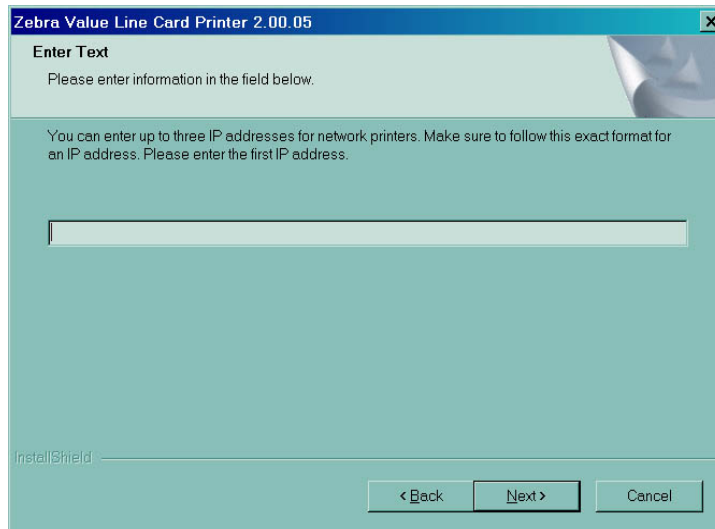 Zebra Value Line Card Printer 2.00.05
Enter Text
Please enter information in the field below.
You can enter up to three IP addresses for network printers. Make sure to follow this exact format for
an IP address. Please enter the first IP address.
InstallShield
< Back
Next >
Cancel